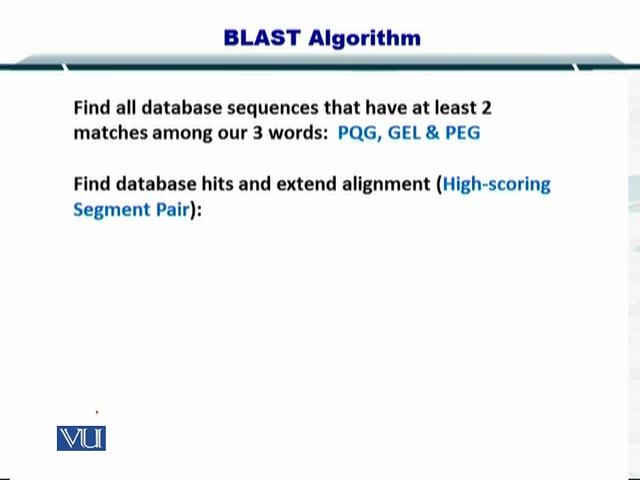 BLAST Algorithm
Find all database sequences that have at least 2
matches among our 3 words: PQG, GEL & PEG
Find database hits and extend alignment (High-scoring
Segment Pair):
VU